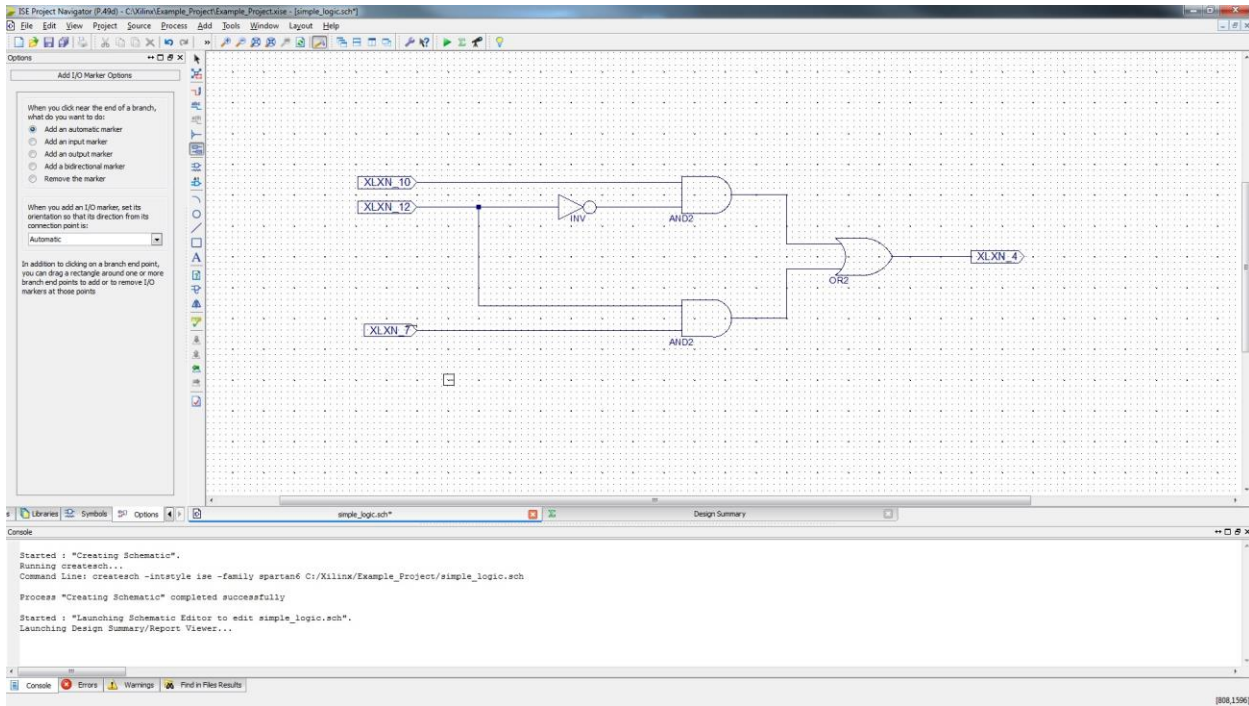 ISE Project Navigator (P.49d) - C:\Xilinx\Example_Project\Example_Project.xise - [simple_logic.sch*]
File Edit View Project Source Process Add Tools Window Layout Help
Options
Add I/O Marker Options
When you click near the end of a branch,
what do you want to do:
Add an automatic marker
Add an input marker
Add an output marker
Add a bidirectional marker
Remove the marker
When you add an I/O marker, set its
orientation so that its direction from its
connection point is:
Automatic
In addition to clicking on a branch end point,
you can drag a rectangle around one or more
branch end points to add or to remove I/O
markers at those points
XLXN_10
XLXN_12
INV
AND2
XLXN_4
OR2
XLXN_7
AND2
Libraries Symbols Options
simple_logic.sch* Design Summary
Console
Started : "Creating Schematic".
Running createsch...
Command Line: createsch -intstyle ise -family spartan6 C:/Xilinx/Example_Project/simple_logic.sch
Process "Creating Schematic" completed successfully
Started : "Launching Schematic Editor to edit simple_logic.sch".
Launching Design Summary/Report Viewer...
Console Errors Warnings Find in Files Results
[808,1596]